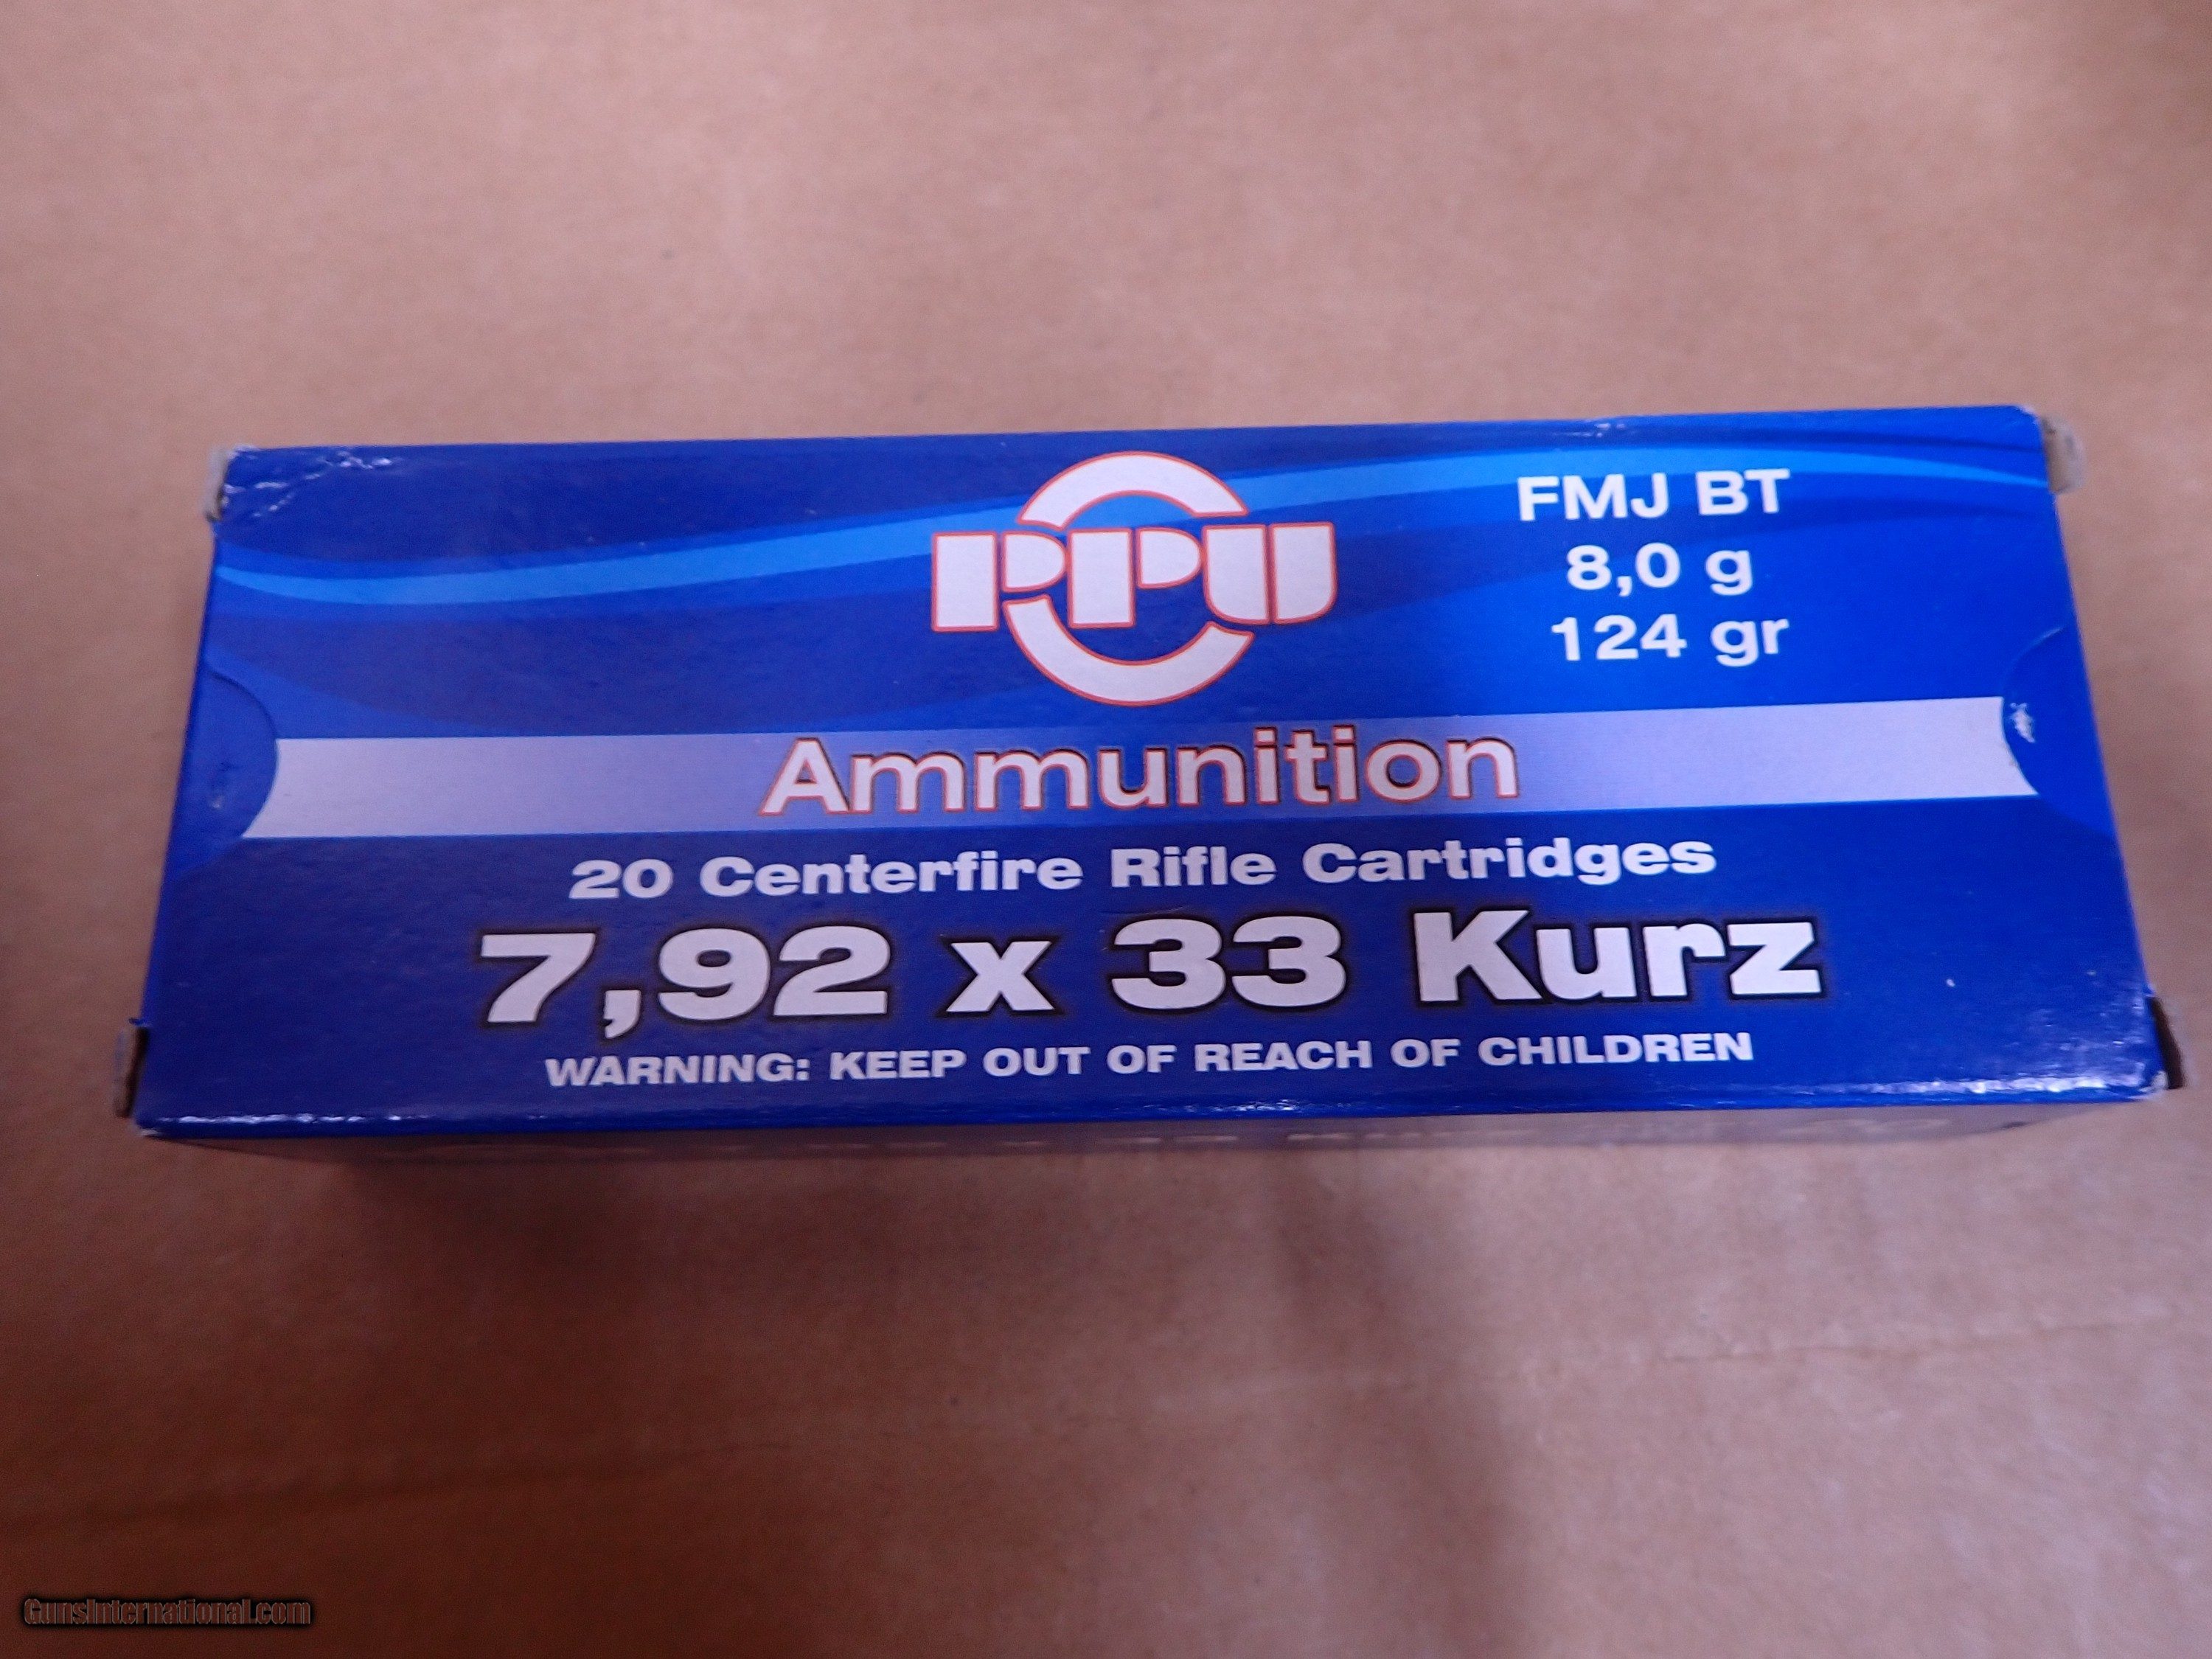 PPU
FMJ BT
8,0 g
124 gr
Ammunition
20 Centerfire Rifle Cartridges
7,92 x 33 Kurz
WARNING: KEEP OUT OF REACH OF CHILDREN
GunsInternational.com